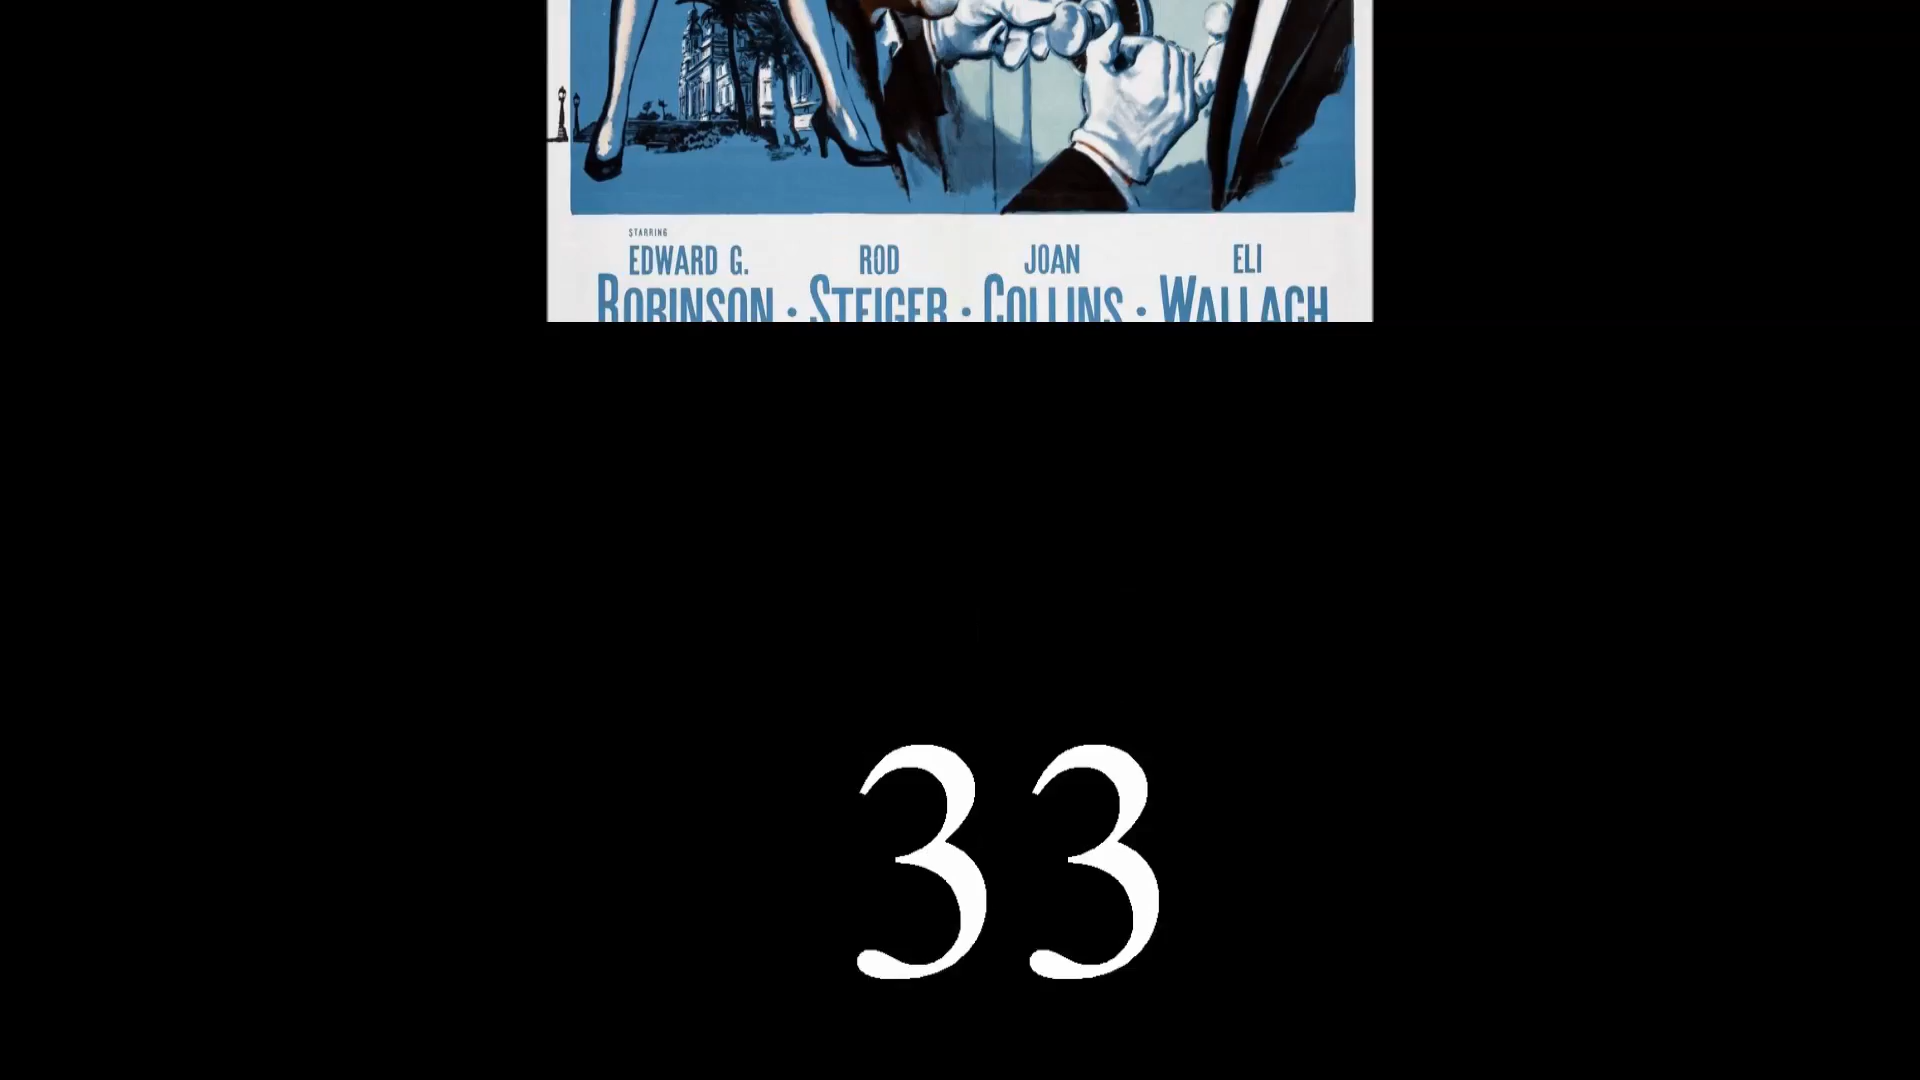 STARRING
EDWARD G. ROD JOAN ELI
ROBINSON · STEIGER · COLLINS · WALLACH
33